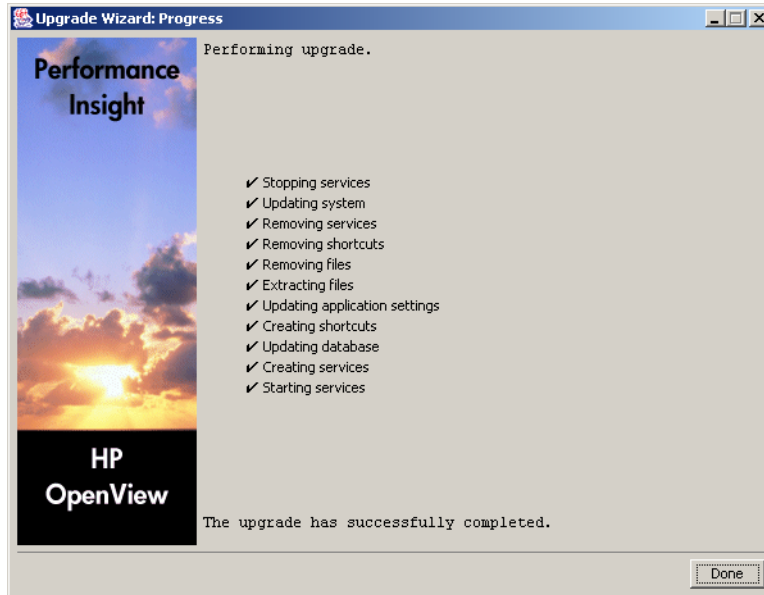 Upgrade Wizard: Progress
Performance
Insight
Performing upgrade.
✔ Stopping services
✔ Updating system
✔ Removing services
✔ Removing shortcuts
✔ Removing files
✔ Extracting files
✔ Updating application settings
✔ Creating shortcuts
✔ Updating database
✔ Creating services
✔ Starting services
HP
OpenView
The upgrade has successfully completed.
Done